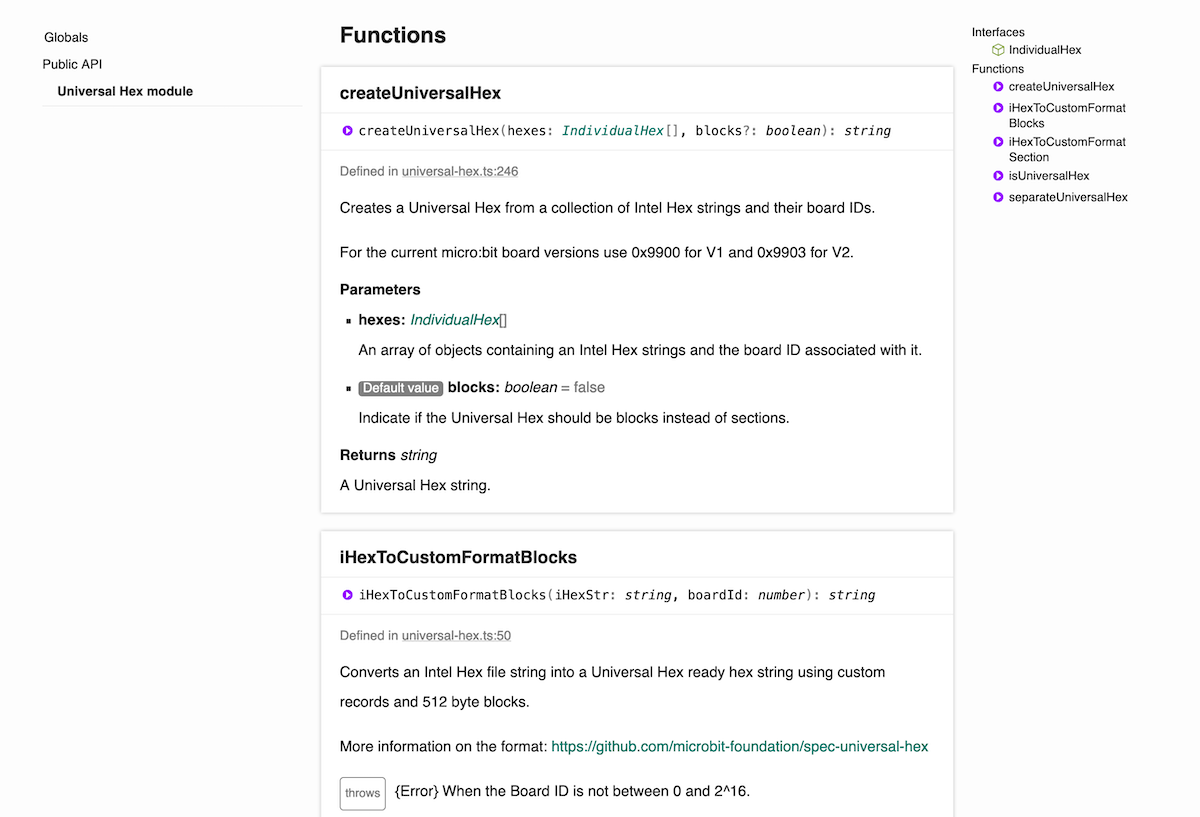 Globals
Public API
Universal Hex module
Functions
createUniversalHex
createUniversalHex(hexes: IndividualHex[], blocks?: boolean): string
Defined in universal-hex.ts:246
Creates a Universal Hex from a collection of Intel Hex strings and their board IDs.
For the current micro:bit board versions use 0x9900 for V1 and 0x9903 for V2.
Parameters
hexes: IndividualHex[]
An array of objects containing an Intel Hex strings and the board ID associated with it.
Default value blocks: boolean = false
Indicate if the Universal Hex should be blocks instead of sections.
Returns string
A Universal Hex string.
iHexToCustomFormatBlocks
iHexToCustomFormatBlocks(iHexStr: string, boardId: number): string
Defined in universal-hex.ts:50
Converts an Intel Hex file string into a Universal Hex ready hex string using custom
records and 512 byte blocks.
More information on the format: https://github.com/microbit-foundation/spec-universal-hex
throws {Error} When the Board ID is not between 0 and 2^16.
Interfaces
IndividualHex
Functions
createUniversalHex
iHexToCustomFormat
Blocks
iHexToCustomFormat
Section
isUniversalHex
separateUniversalHex